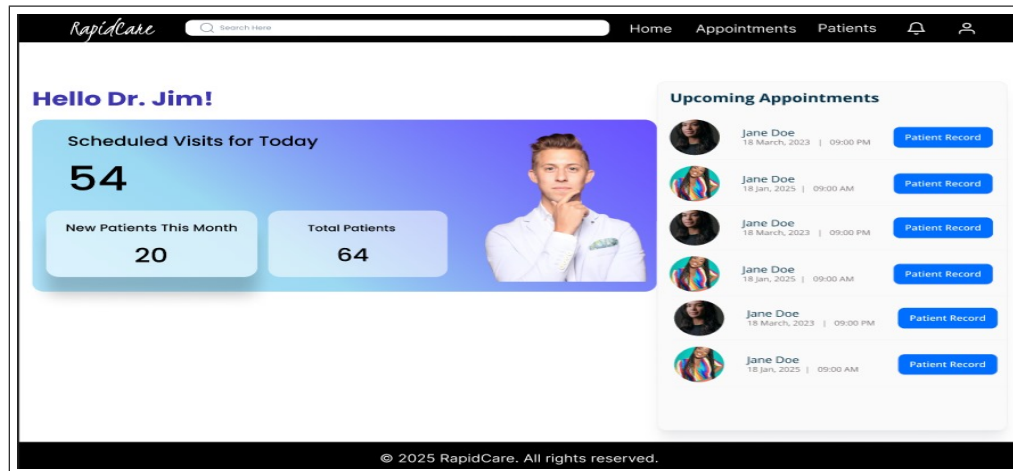 RapidCare
Search Here
Home
Appointments
Patients
Hello Dr. Jim!
Scheduled Visits for Today
54
New Patients This Month
20
Total Patients
64
Upcoming Appointments
Jane Doe
18 March, 2023 | 09:00 PM
Patient Record
Jane Doe
18 Jan, 2025 | 09:00 AM
Patient Record
Jane Doe
18 March, 2023 | 09:00 PM
Patient Record
Jane Doe
18 Jan, 2025 | 09:00 AM
Patient Record
Jane Doe
18 March, 2023 | 09:00 PM
Patient Record
Jane Doe
18 Jan, 2025 | 09:00 AM
Patient Record
© 2025 RapidCare. All rights reserved.